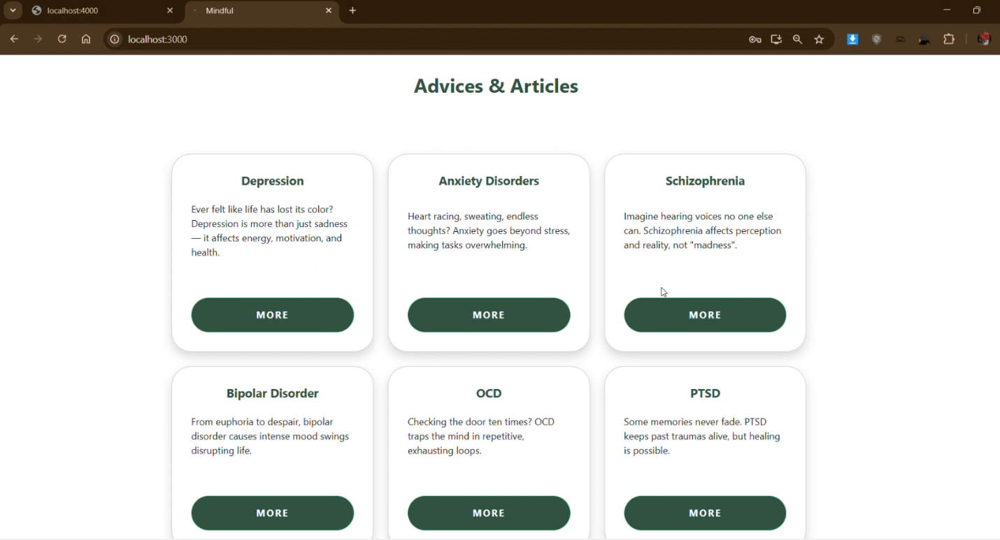 localhost:4000
Mindful
localhost:3000
Advices & Articles
Depression
Ever felt like life has lost its color?
Depression is more than just sadness
— it affects energy, motivation, and
health.
MORE
Anxiety Disorders
Heart racing, sweating, endless
thoughts? Anxiety goes beyond stress,
making tasks overwhelming.
MORE
Schizophrenia
Imagine hearing voices no one else
can. Schizophrenia affects perception
and reality, not "madness".
MORE
Bipolar Disorder
From euphoria to despair, bipolar
disorder causes intense mood swings
disrupting life.
MORE
OCD
Checking the door ten times? OCD
traps the mind in repetitive,
exhausting loops.
MORE
PTSD
Some memories never fade. PTSD
keeps past traumas alive, but healing
is possible.
MORE